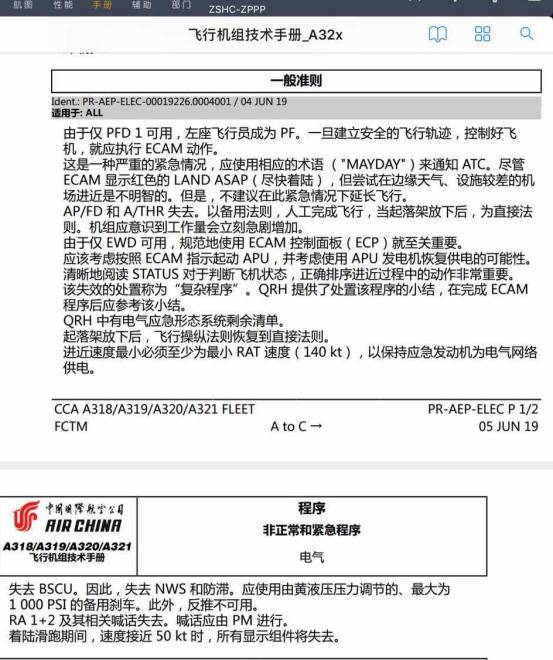 航图 性能 手册 辅助 部门
ZSHC-ZPPP
飞行机组技术手册_A32x
一般准则
Ident.: PR-AEP-ELEC-00019226.0004001 / 04 JUN 19
适用于: ALL
由于仅 PFD 1 可用，左座飞行员成为 PF。一旦建立安全的飞行轨迹，控制好飞
机，就应执行 ECAM 动作。
这是一种严重的紧急情况，应使用相应的术语（"MAYDAY"）来通知 ATC。尽管
ECAM 显示红色的 LAND ASAP（尽快着陆），但尝试在边缘天气、设施较差的机
场进近是不明智的。但是，不建议在此紧急情况下延长飞行。
AP/FD 和 A/THR 失去。以备用法则，人工完成飞行，当起落架放下后，为直接法
则。机组应意识到工作量会立刻急剧增加。
由于仅 EWD 可用，规范地使用 ECAM 控制面板（ECP）就至关重要。
应该考虑按照 ECAM 指示起动 APU，并考虑使用 APU 发电机恢复供电的可能性。
清晰地阅读 STATUS 对于判断飞机状态，正确排序进近过程中的动作非常重要。
该失效的处置称为“复杂程序”。QRH 提供了处置该程序的小结，在完成 ECAM
程序后应参考该小结。
QRH 中有电气应急形态系统剩余清单。
起落架放下后，飞行操纵法则恢复到直接法则。
进近速度最小必须至少为最小 RAT 速度（140 kt），以保持应急发动机为电气网络
供电。
CCA A318/A319/A320/A321 FLEET PR-AEP-ELEC P 1/2
FCTM A to C → 05 JUN 19
中国国际航空公司
AIR CHINA
A318/A319/A320/A321
飞行机组技术手册
程序
非正常和紧急程序
电气
失去 BSCU。因此，失去 NWS 和防滞。应使用由黄液压压力调节的、最大为
1 000 PSI 的备用刹车。此外，反推不可用。
RA 1+2 及其相关喊话失去。喊话应由 PM 进行。
着陆滑跑期间，速度接近 50 kt 时，所有显示组件将失去。